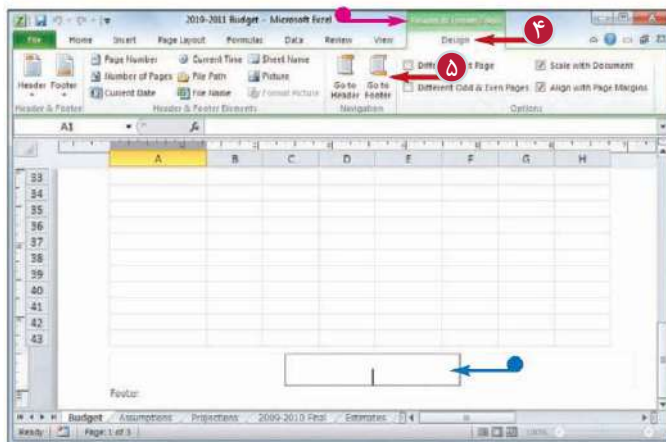 2019-2011 Budget - Microsoft Excel
File Home Insert Page Layout Formulas Data Review View Design ۴
Page Number Current Time Sheet Name ۵ Page Scale with Document
Header Footer Number of Pages File Path Picture Go to Header Go to Footer Different Odd & Even Pages Align with Page Margins
Current Date File Name Format Picture
Header & Footer Header & Footer Elements Navigation Options
A1 fx
A B C D E F G H
33
34
35
36
37
38
39
40
41
42
43
Footer
Budget Assumptions Projections 2009-2010 Final Estimates
Ready Page: 1 of 3 100%